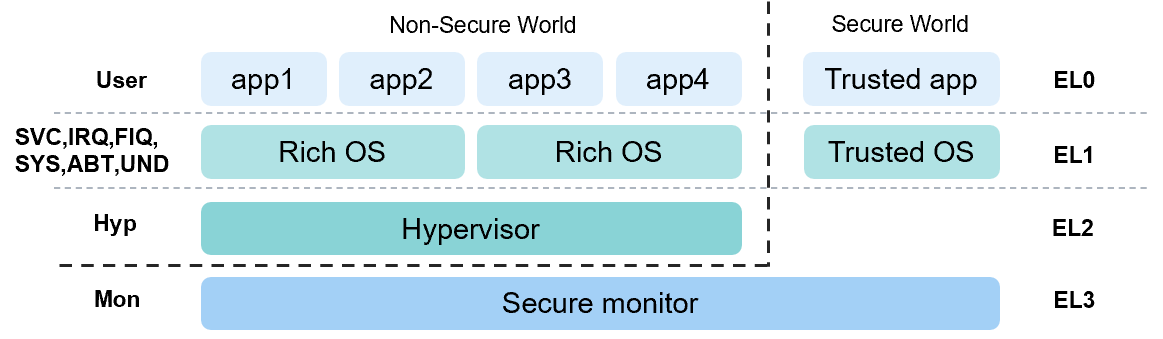 Non-Secure World
Secure World
User
app1
app2
app3
app4
Trusted app
EL0
SVC,IRQ,FIQ,
SYS,ABT,UND
Rich OS
Rich OS
Trusted OS
EL1
Hyp
Hypervisor
EL2
Mon
Secure monitor
EL3